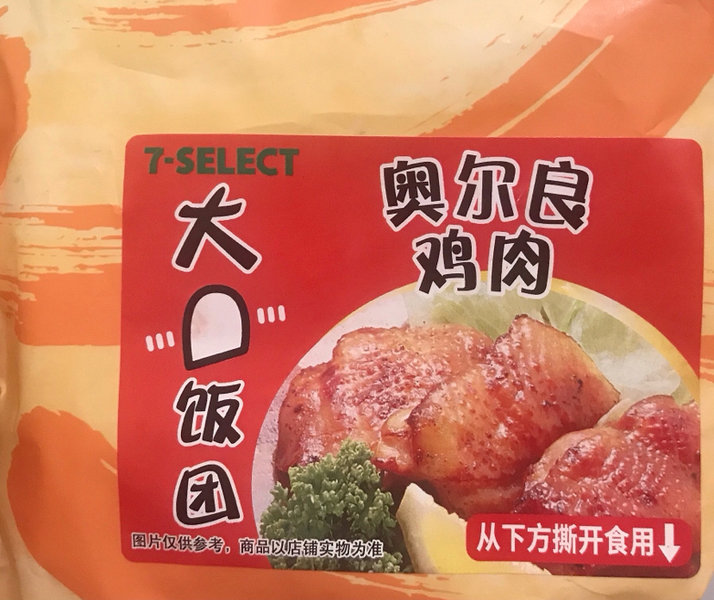 7-SELECT
大口饭团
奥尔良
鸡肉
图片仅供参考，商品以店铺实物为准
从下方撕开食用↓